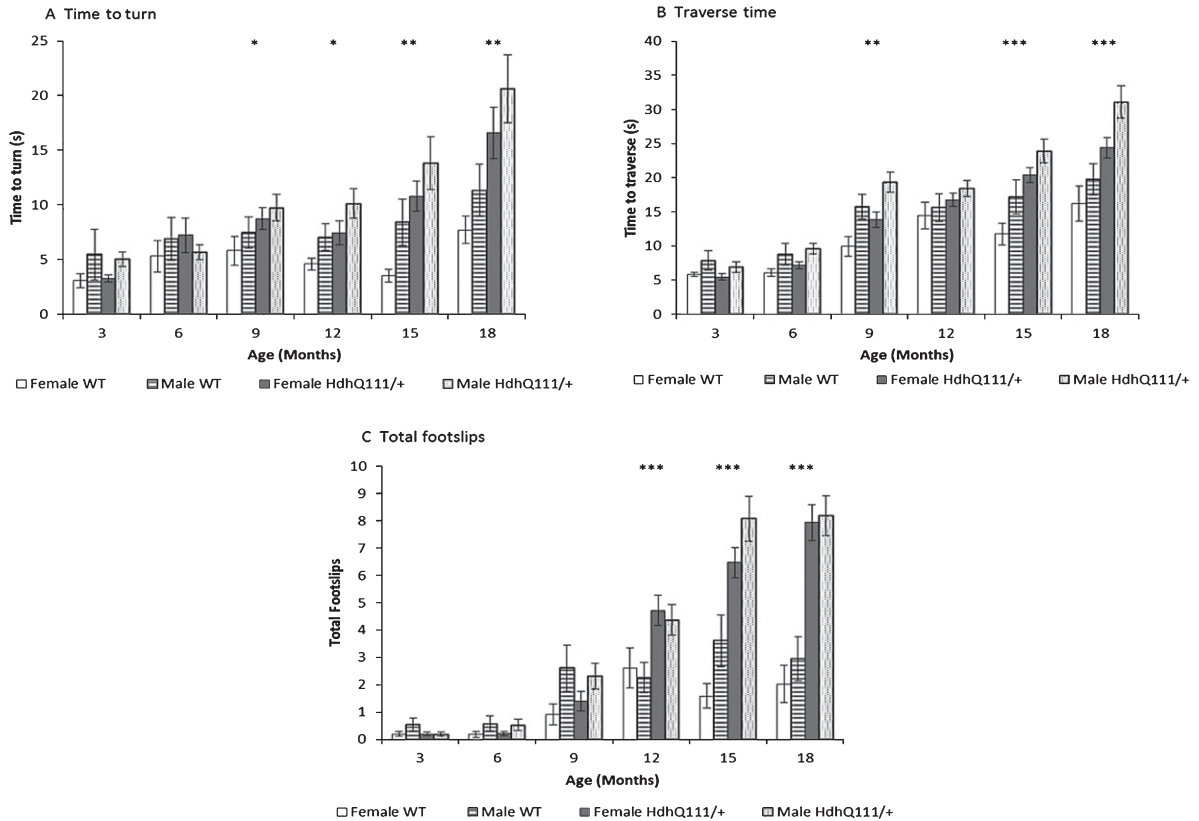 A Time to turn
25
20
15
10
5
0
Time to turn (s)
* * ** **
3 6 9 12 15 18
Age (Months)
Female WT Male WT Female HdhQ111/+ Male HdhQ111/+
B Traverse time
40
35
30
25
20
15
10
5
0
Time to traverse (s)
** *** ***
3 6 9 12 15 18
Age (Months)
Female WT Male WT Female HdhQ111/+ Male HdhQ111/+
C Total footslips
10
9
8
7
6
5
4
3
2
1
0
Total Footslips
*** *** ***
3 6 9 12 15 18
Age (Months)
Female WT Male WT Female HdhQ111/+ Male HdhQ111/+